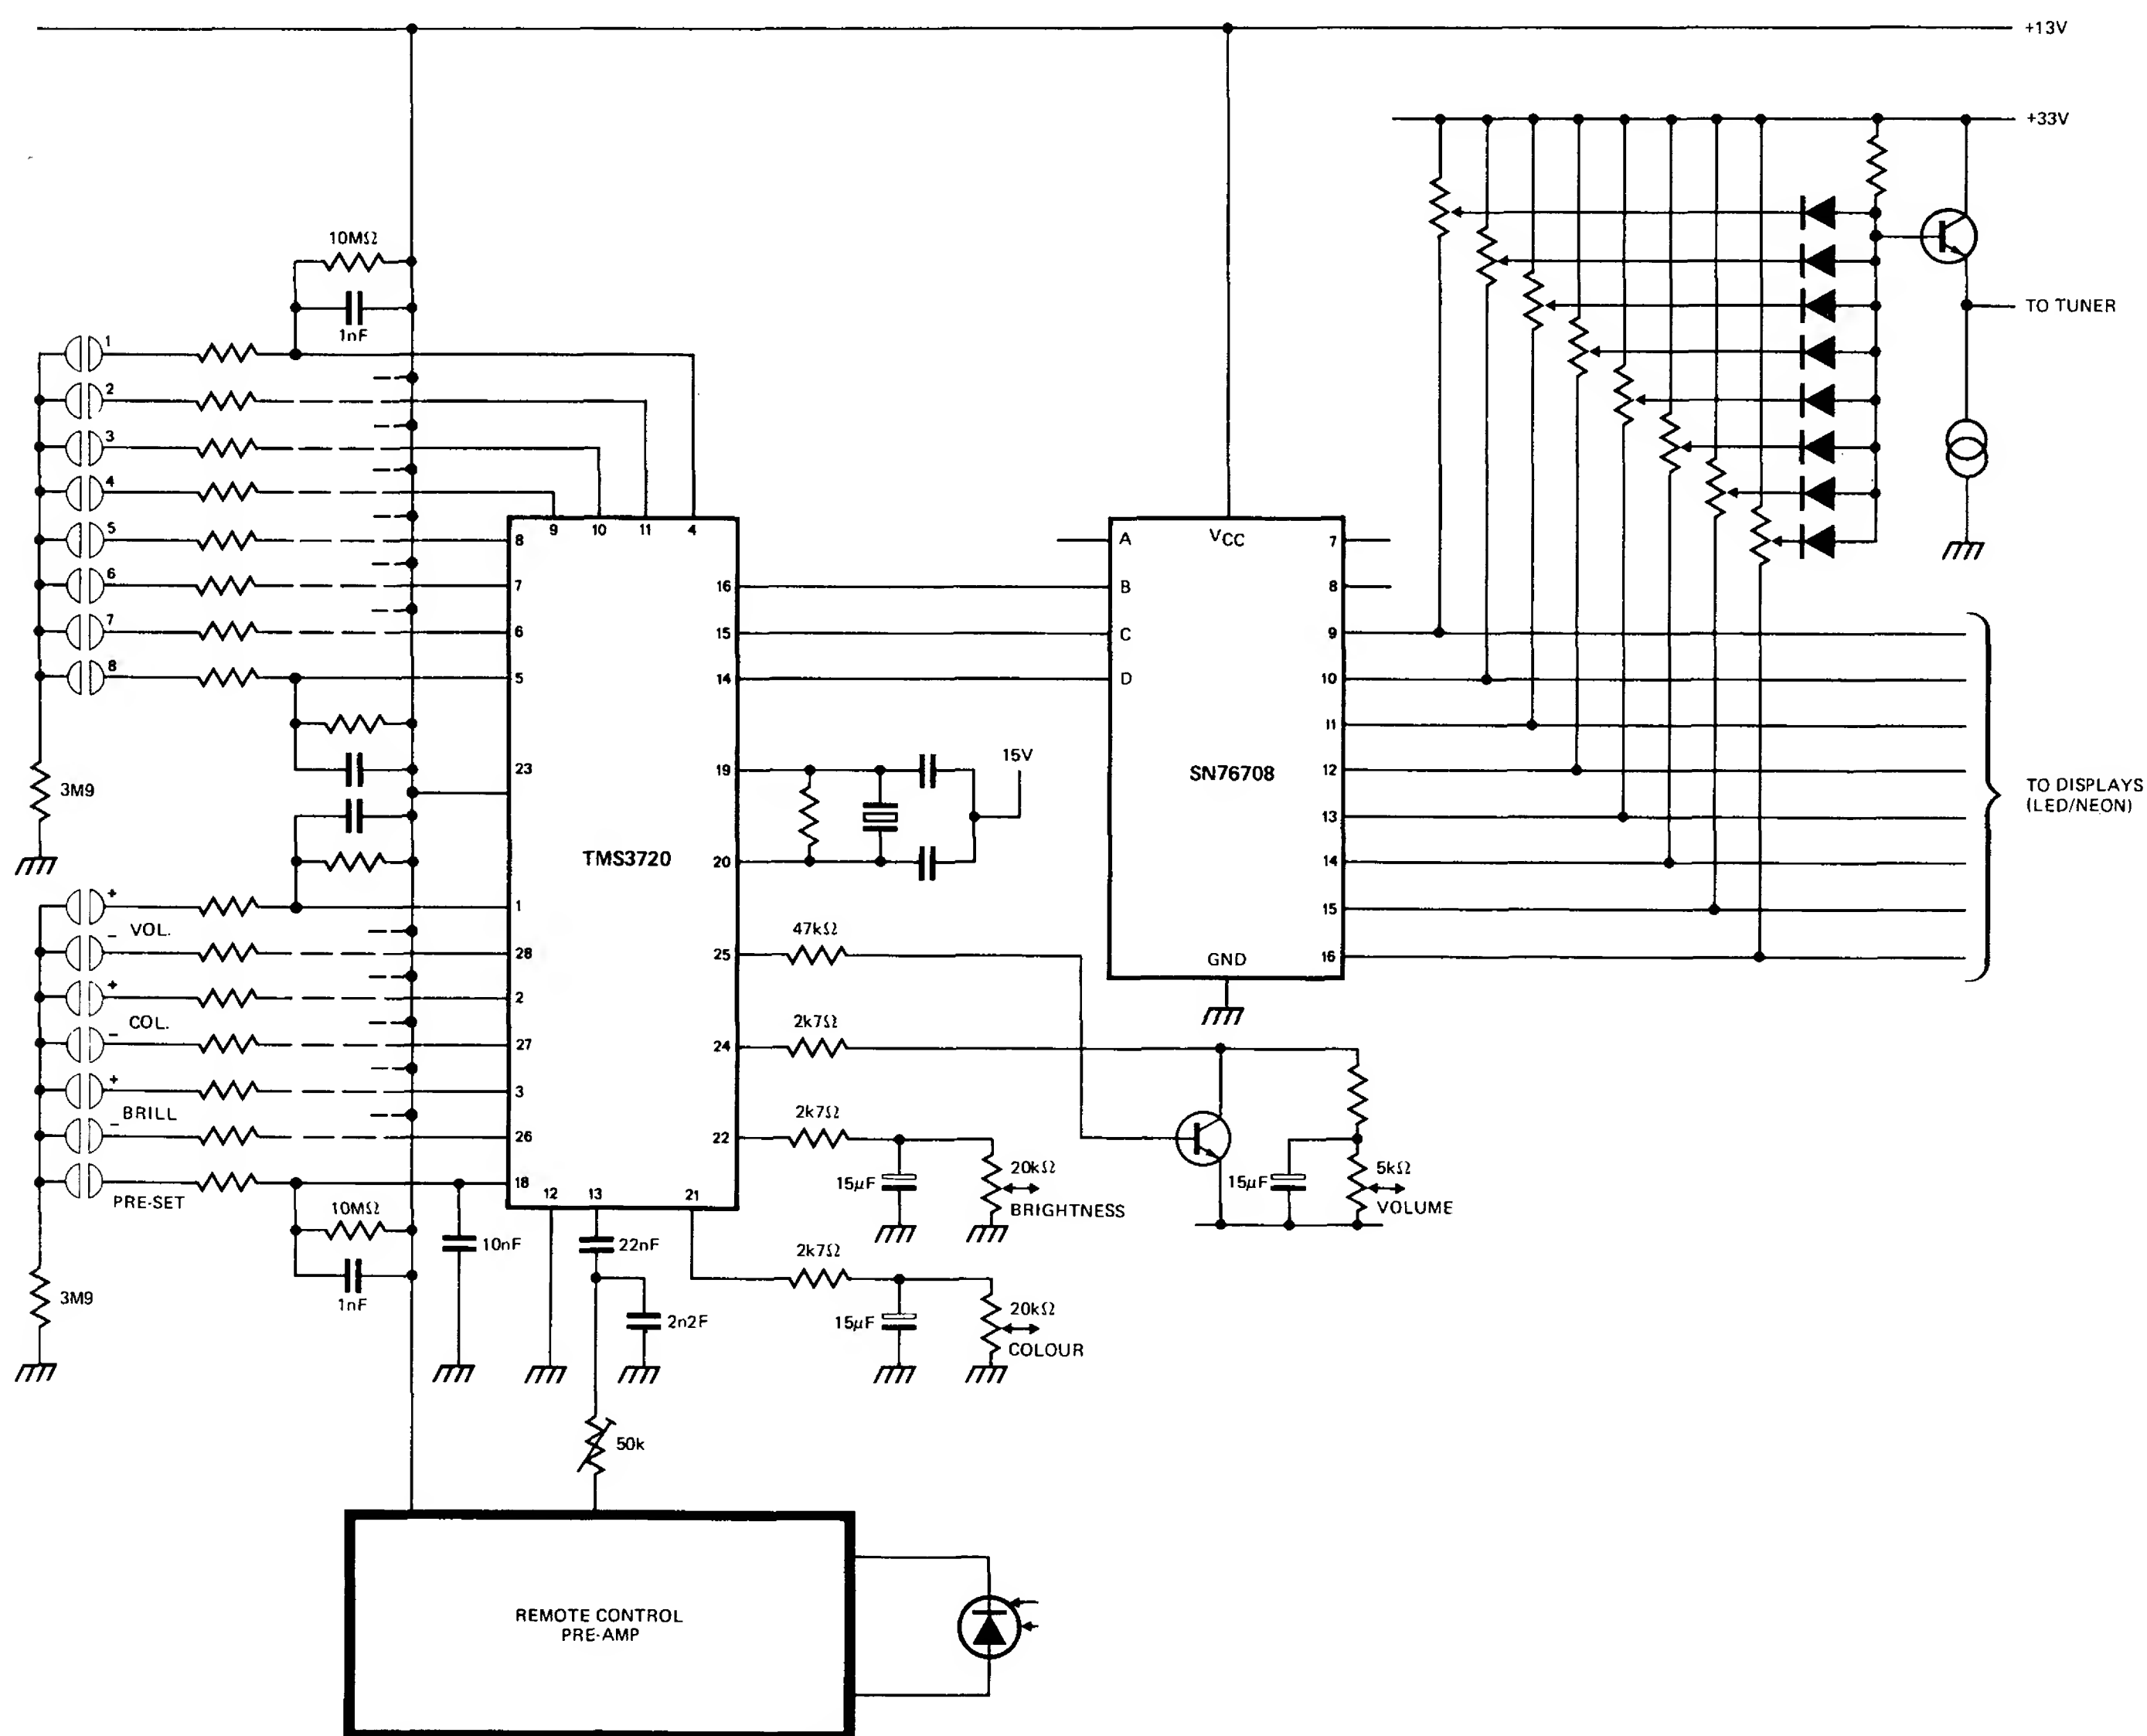 +13V
+33V
10MΩ
1nF
1
2
3
4
5
6
7
8
TO TUNER
9
10
11
4
8
7
6
5
23
1
28
2
27
3
26
18
12
13
21
16
15
14
19
20
25
24
22
TMS3720
A
B
C
D
VCC
SN76708
GND
7
8
9
10
11
12
13
14
15
16
15V
TO DISPLAYS
(LED/NEON)
3M9
+
VOL.
−
+
COL.
−
+
BRILL
−
PRE-SET
10MΩ
1nF
3M9
10nF
22nF
2n2F
50k
47kΩ
2k7Ω
2k7Ω
15μF
20kΩ
BRIGHTNESS
15μF
5kΩ
VOLUME
2k7Ω
15μF
20kΩ
COLOUR
REMOTE CONTROL
PRE-AMP